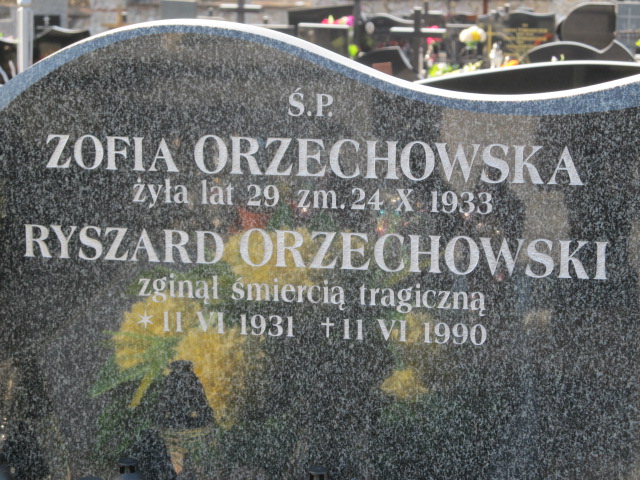 Ś.P.
ZOFIA ORZECHOWSKA
żyła lat 29 zm. 24 X 1933
RYSZARD ORZECHOWSKI
zginął śmiercią tragiczną
✶ 11 VI 1931 † 11 VI 1990